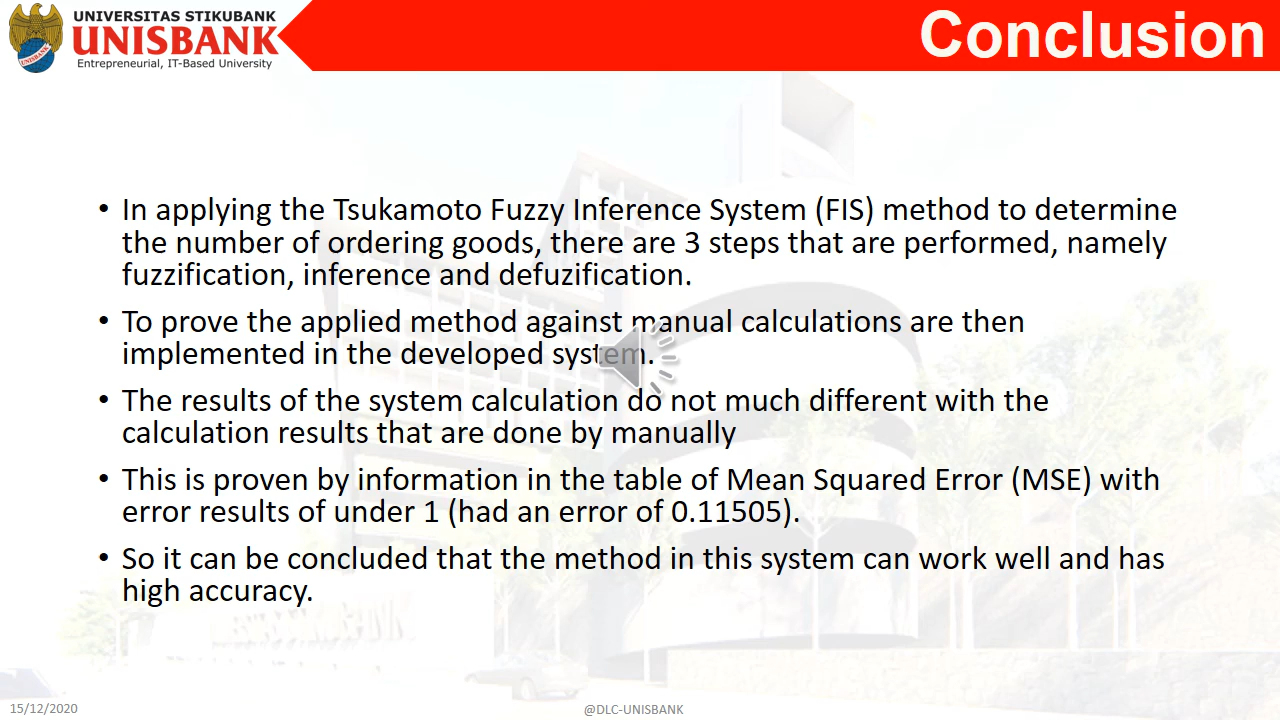 UNIVERSITAS STIKUBANK
UNISBANK
Entrepreneurial, IT-Based University
UNISBANK
Conclusion
• In applying the Tsukamoto Fuzzy Inference System (FIS) method to determine
the number of ordering goods, there are 3 steps that are performed, namely
fuzzification, inference and defuzification.
• To prove the applied method against manual calculations are then
implemented in the developed system.
• The results of the system calculation do not much different with the
calculation results that are done by manually
• This is proven by information in the table of Mean Squared Error (MSE) with
error results of under 1 (had an error of 0.11505).
• So it can be concluded that the method in this system can work well and has
high accuracy.
15/12/2020
@DLC-UNISBANK